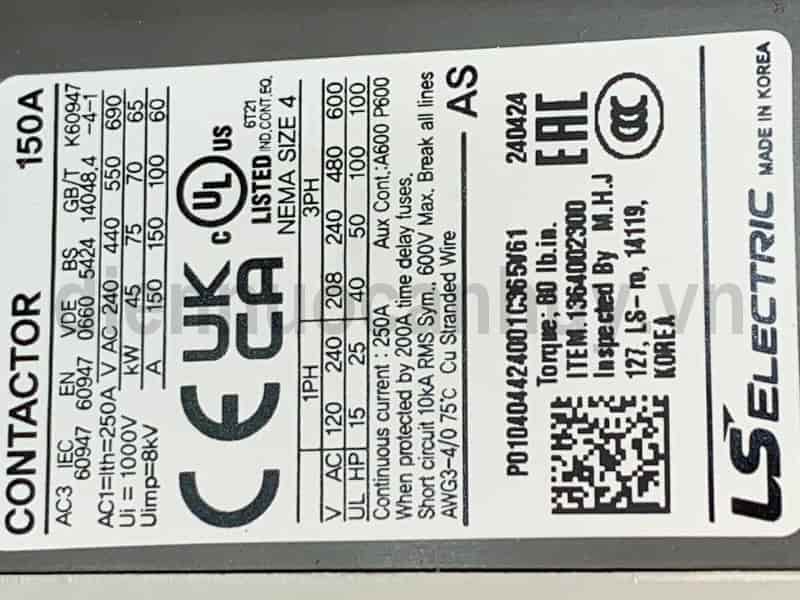 CONTACTOR 150A
AC3 IEC EN VDE BS GB/T K60947
60947 60947 0660 5424 14048.4 -4-1
AC1=Ith=250A V AC 240 440 550 690
Ui = 1000V kW 45 75 70 65
Uimp=8kV A 150 150 100 60
CE UK CA c UL US LISTED 6T21 IND.CONT.EQ.
NEMA SIZE 4
1PH 3PH
V AC 120 240 208 240 480 600
UL HP 15 25 40 50 100 100
Continuous current : 250A Aux Cont.:A600 P600
When protected by 200A time delay fuses.
Short circuit 10kA RMS Sym, 600V Max. Break all lines
AWG3-4/0 75℃ Cu Stranded Wire AS
P010404424001C365V61 240424
Torque: 80 lb.in.
ITEM 1364002300
Inspected By M.H.J
127, LS-ro, 14119,
KOREA
EAC CCC
LS ELECTRIC MADE IN KOREA
diennuocanhuy.vn